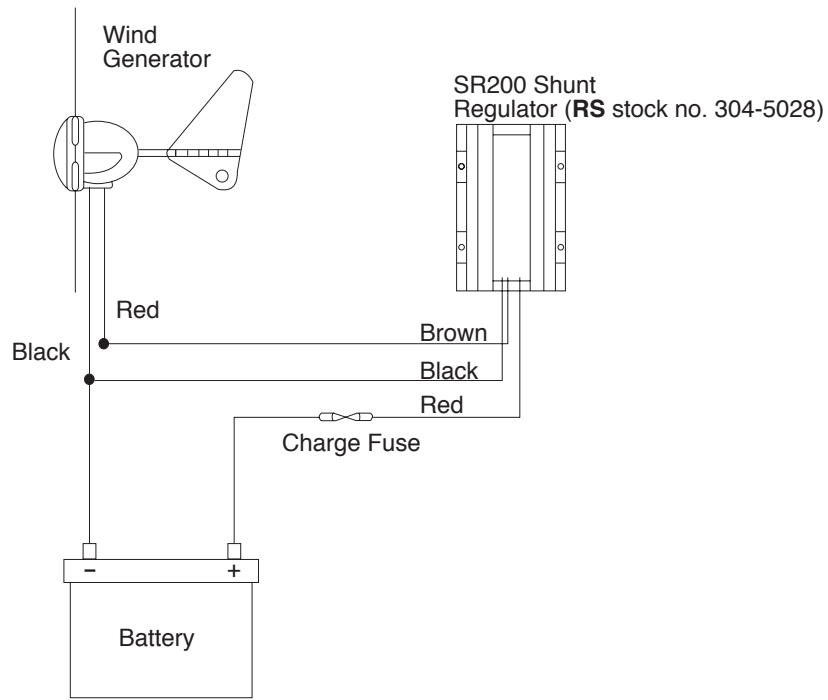 Wind
Generator
SR200 Shunt
Regulator (RS stock no. 304-5028)
Red
Black
Brown
Black
Red
Charge Fuse
− +
Battery